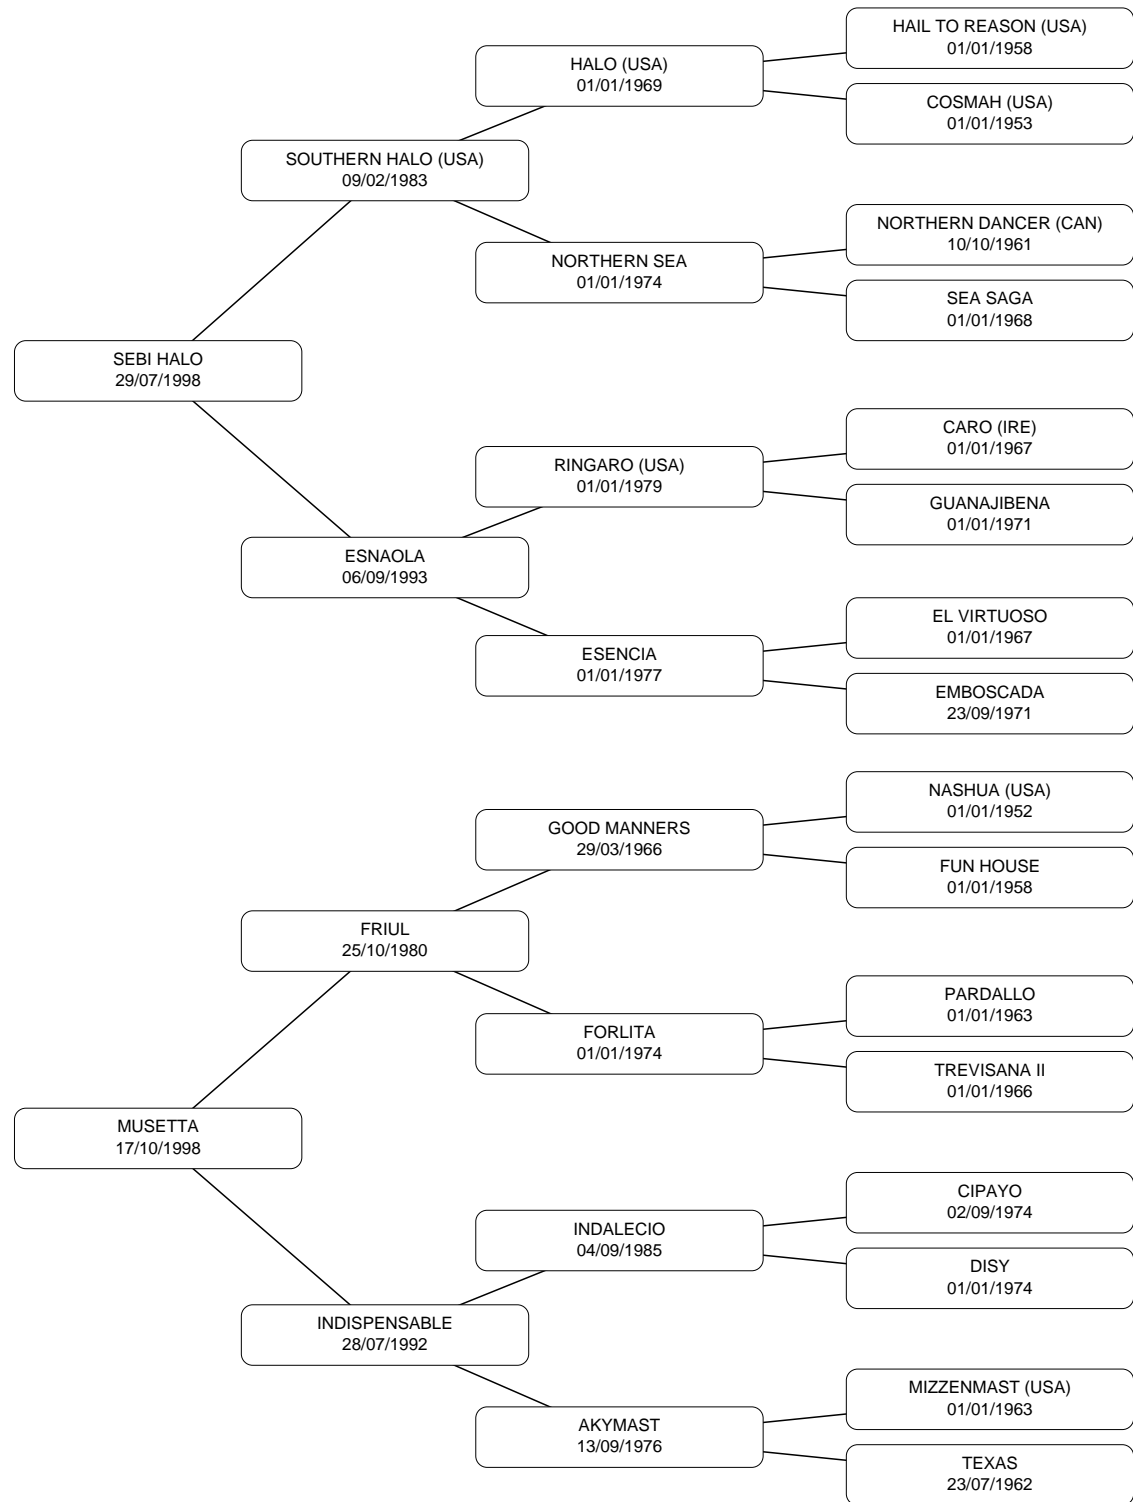 HAIL TO REASON (USA)
01/01/1958
HALO (USA)
01/01/1969
COSMAH (USA)
01/01/1953
SOUTHERN HALO (USA)
09/02/1983
NORTHERN DANCER (CAN)
10/10/1961
NORTHERN SEA
01/01/1974
SEA SAGA
01/01/1968
SEBI HALO
29/07/1998
CARO (IRE)
01/01/1967
RINGARO (USA)
01/01/1979
GUANAJIBENA
01/01/1971
ESNAOLA
06/09/1993
EL VIRTUOSO
01/01/1967
ESENCIA
01/01/1977
EMBOSCADA
23/09/1971
NASHUA (USA)
01/01/1952
GOOD MANNERS
29/03/1966
FUN HOUSE
01/01/1958
FRIUL
25/10/1980
PARDALLO
01/01/1963
FORLITA
01/01/1974
TREVISANA II
01/01/1966
MUSETTA
17/10/1998
CIPAYO
02/09/1974
INDALECIO
04/09/1985
DISY
01/01/1974
INDISPENSABLE
28/07/1992
MIZZENMAST (USA)
01/01/1963
AKYMAST
13/09/1976
TEXAS
23/07/1962